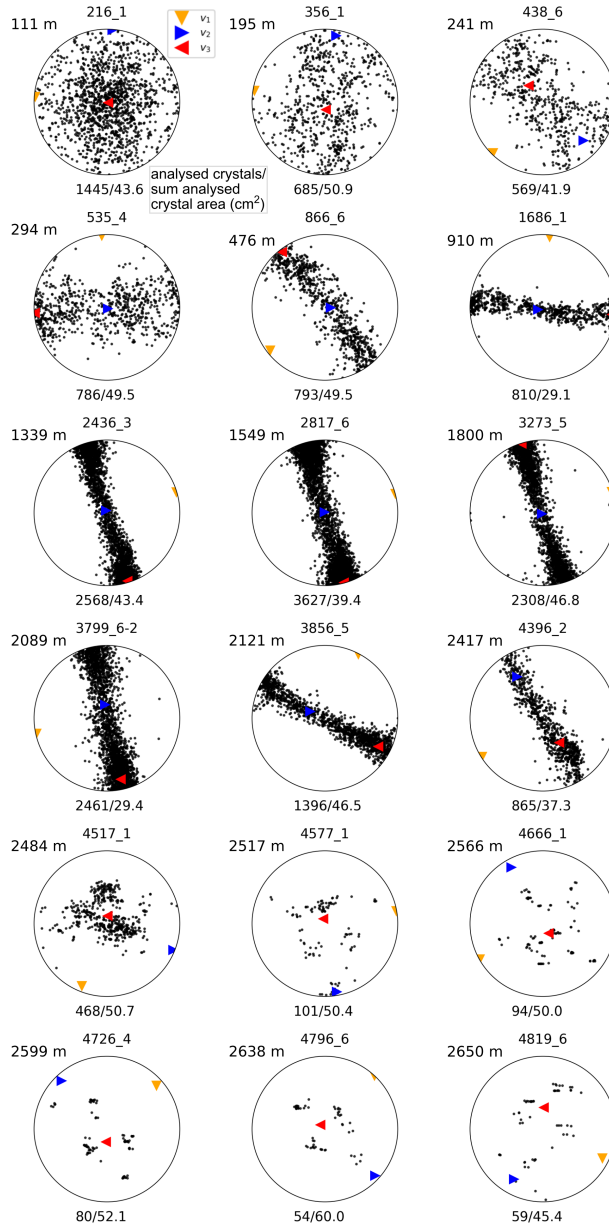 216_1
356_1
438_6
111 m
195 m
241 m
v1
v2
v3
1445/43.6
685/50.9
569/41.9
analysed crystals/
sum analysed
crystal area (cm²)
535_4
866_6
1686_1
294 m
476 m
910 m
786/49.5
793/49.5
810/29.1
2436_3
2817_6
3273_5
1339 m
1549 m
1800 m
2568/43.4
3627/39.4
2308/46.8
3799_6-2
3856_5
4396_2
2089 m
2121 m
2417 m
2461/29.4
1396/46.5
865/37.3
4517_1
4577_1
4666_1
2484 m
2517 m
2566 m
468/50.7
101/50.4
94/50.0
4726_4
4796_6
4819_6
2599 m
2638 m
2650 m
80/52.1
54/60.0
59/45.4